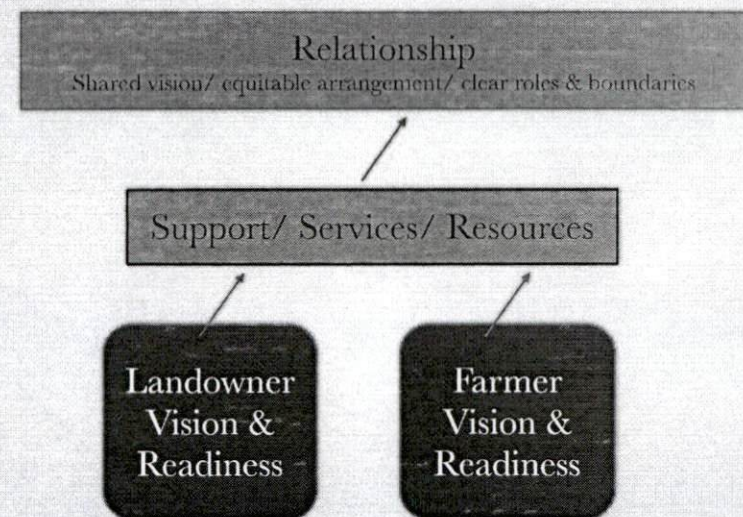 Relationship
Shared vision/ equitable arrangement/ clear roles & boundaries
Support/ Services/ Resources
Landowner
Vision &
Readiness
Farmer
Vision &
Readiness